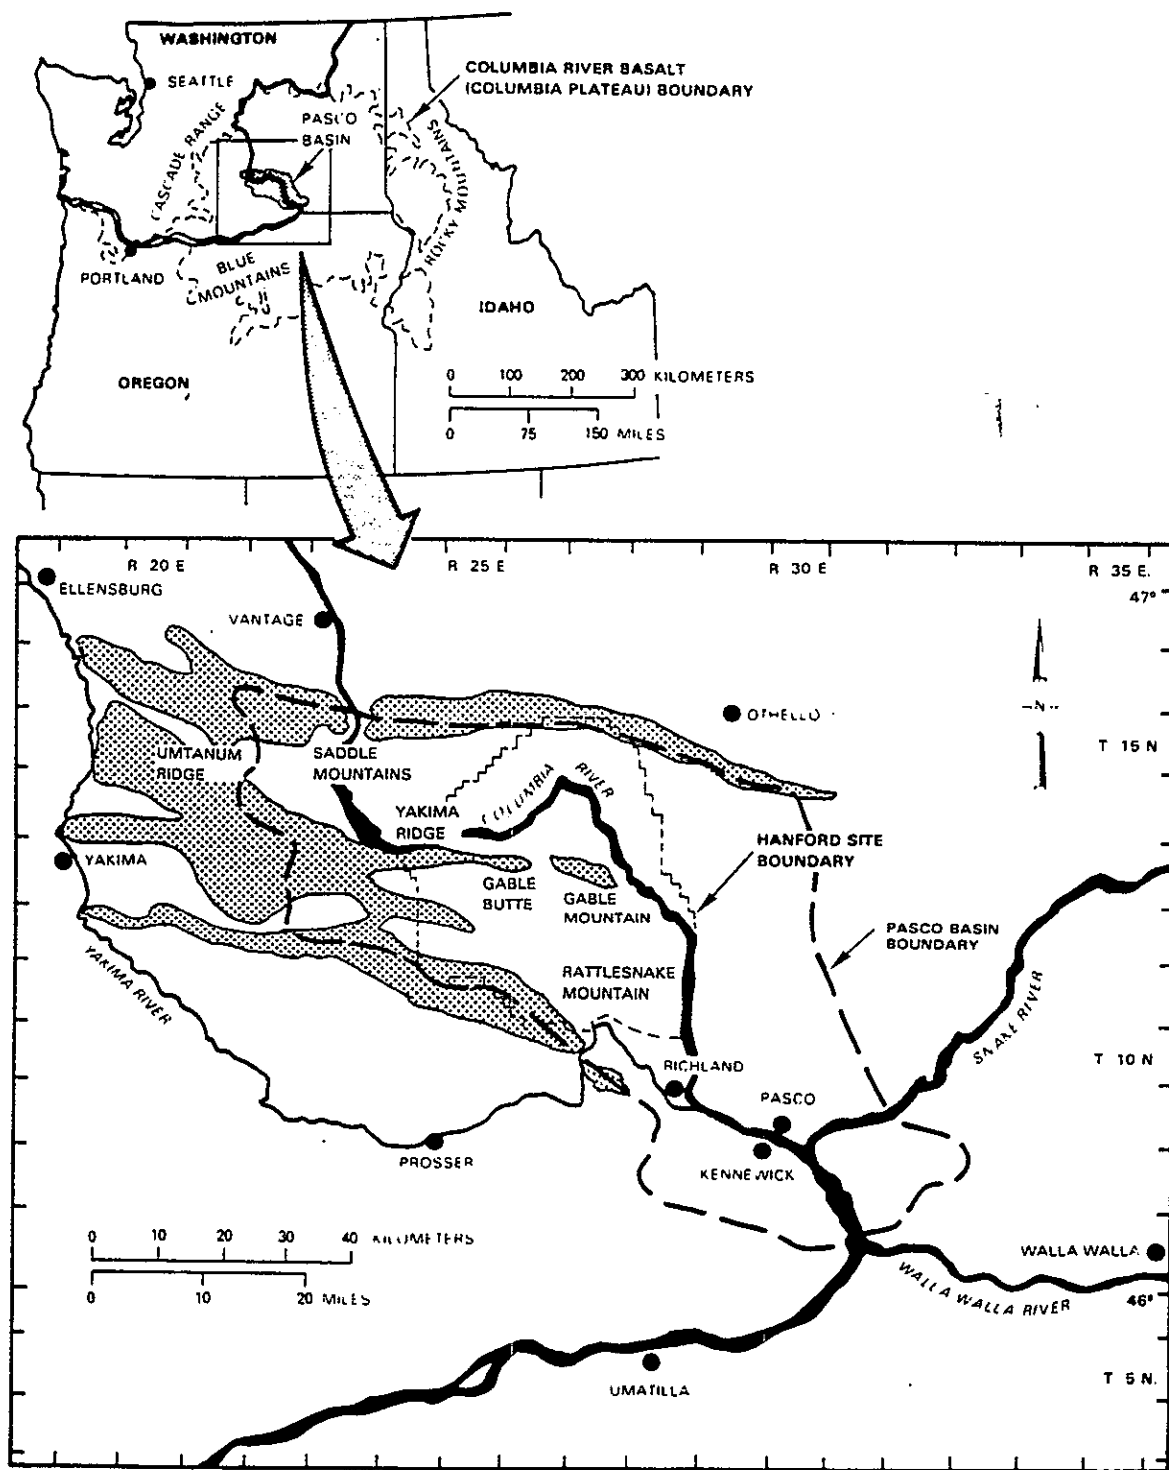 WASHINGTON
SEATTLE
COLUMBIA RIVER BASALT
(COLUMBIA PLATEAU) BOUNDARY
CASCADE RANGE
PASCO
BASIN
ROCKY MOUNTAINS
PORTLAND
BLUE
MOUNTAINS
IDAHO
OREGON
0 100 200 300 KILOMETERS
0 75 150 MILES
R 20 E R 25 E R 30 E R 35 E.
47°
ELLENSBURG
VANTAGE
N
OTHELLO
T 15 N
UMTANUM
RIDGE
SADDLE
MOUNTAINS
COLUMBIA RIVER
YAKIMA
RIDGE
HANFORD SITE
BOUNDARY
YAKIMA
GABLE
BUTTE
GABLE
MOUNTAIN
PASCO BASIN
BOUNDARY
YAKIMA RIVER
RATTLESNAKE
MOUNTAIN
SNAKE RIVER
T 10 N
RICHLAND
PASCO
PROSSER
KENNEWICK
0 10 20 30 40 KILOMETERS
0 10 20 MILES
WALLA WALLA
WALLA WALLA RIVER
46°
UMATILLA
T 5 N.